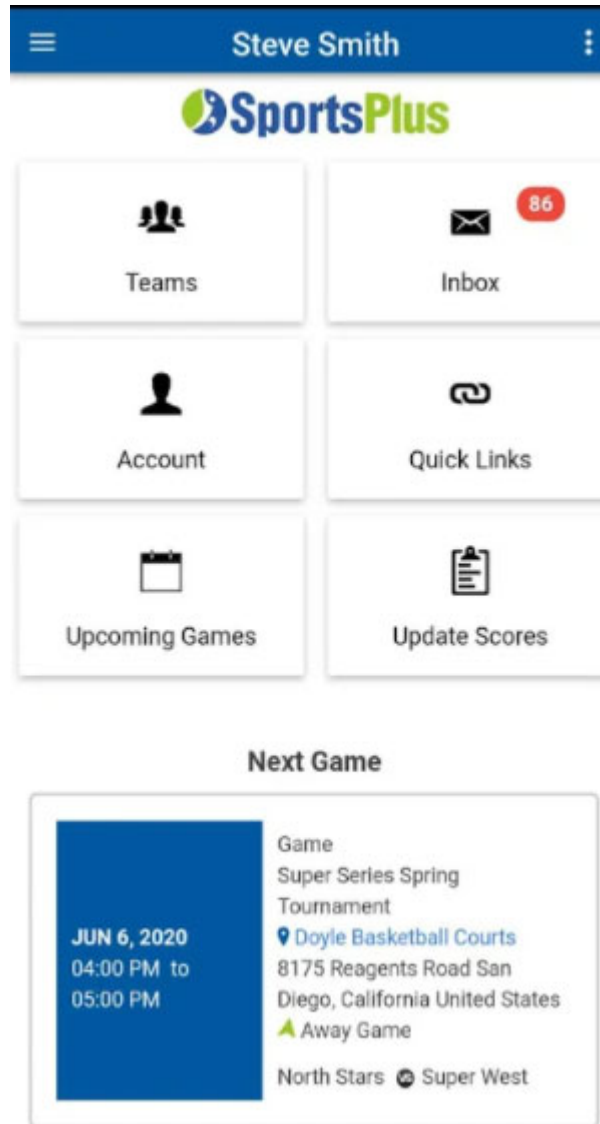 Steve Smith
SportsPlus
86
Teams
Inbox
Account
Quick Links
Upcoming Games
Update Scores
Next Game
JUN 6, 2020
04:00 PM to
05:00 PM
Game
Super Series Spring
Tournament
Doyle Basketball Courts
8175 Reagents Road San
Diego, California United States
Away Game
North Stars VS Super West